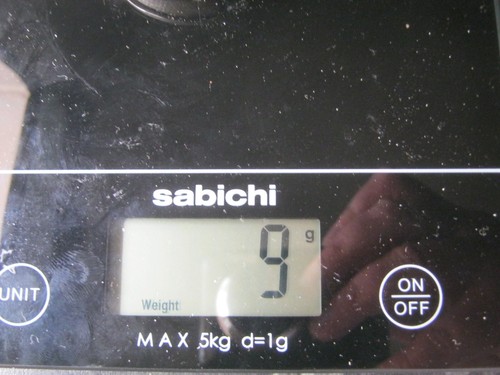 sabichi
9 g
UNIT
Weight
ON
OFF
MAX 5kg d=1g